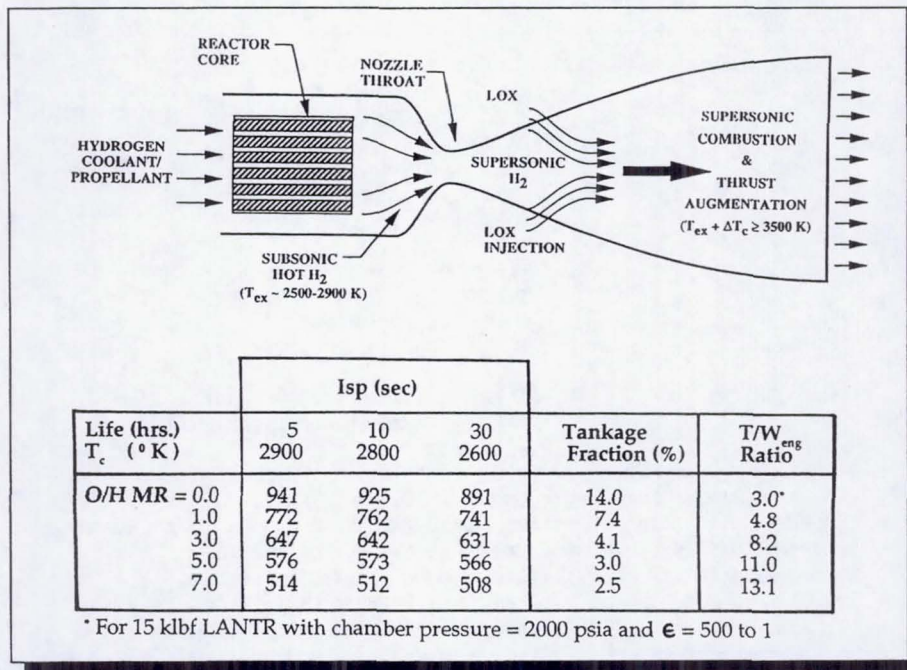 REACTOR
CORE
NOZZLE
THROAT
LOX
HYDROGEN
COOLANT/
PROPELLANT
SUPERSONIC
H2
SUPERSONIC
COMBUSTION
&
THRUST
AUGMENTATION
(Tex + ΔTc ≥ 3500 K)
LOX
INJECTION
SUBSONIC
HOT H2
(Tex ~ 2500-2900 K)
Isp (sec)
Life (hrs.) 5 10 30 Tankage T/Weng
Tc (°K) 2900 2800 2600 Fraction (%) Ratio
O/H MR = 0.0 941 925 891 14.0 3.0*
1.0 772 762 741 7.4 4.8
3.0 647 642 631 4.1 8.2
5.0 576 573 566 3.0 11.0
7.0 514 512 508 2.5 13.1
* For 15 klbf LANTR with chamber pressure = 2000 psia and ϵ = 500 to 1